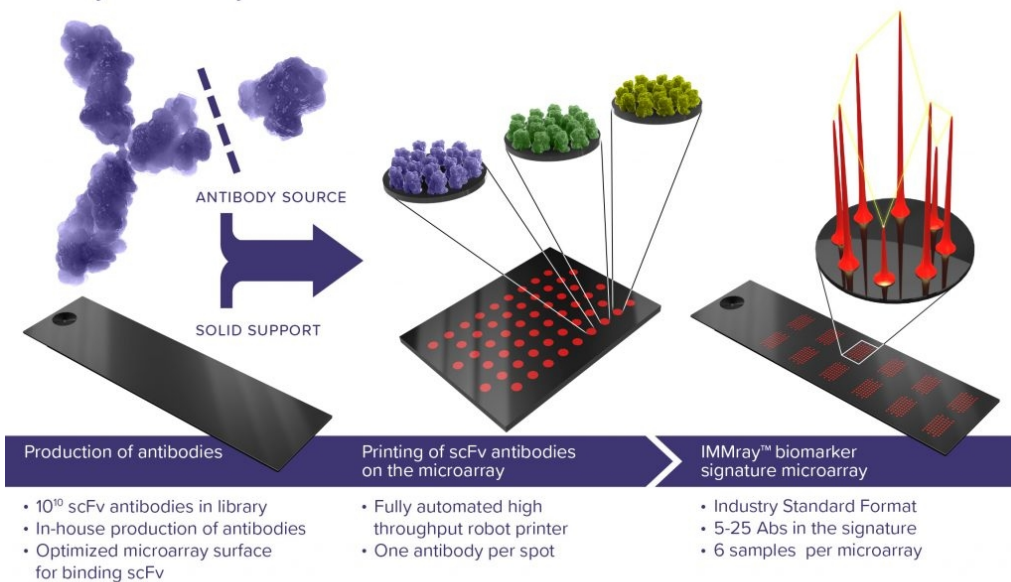 ANTIBODY SOURCE
SOLID SUPPORT
Production of antibodies
• 10¹⁰ scFv antibodies in library
• In-house production of antibodies
• Optimized microarray surface
for binding scFv
Printing of scFv antibodies
on the microarray
• Fully automated high
throughput robot printer
• One antibody per spot
IMMray™ biomarker
signature microarray
• Industry Standard Format
• 5-25 Abs in the signature
• 6 samples per microarray